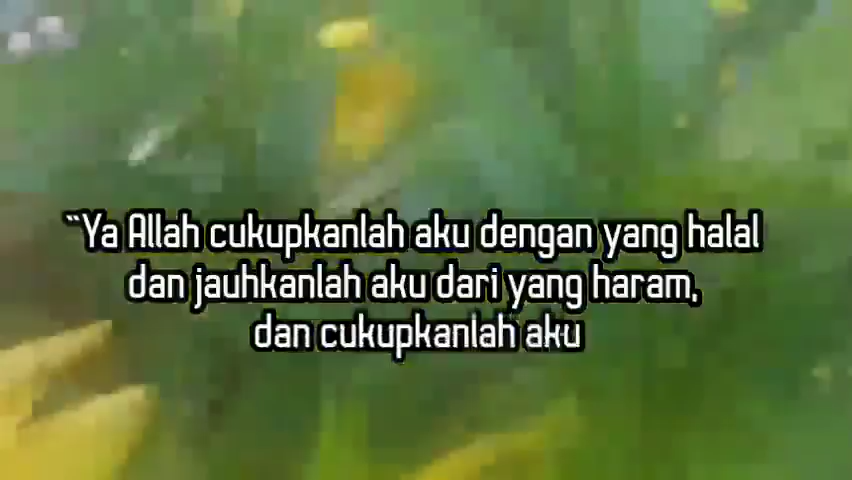 “Ya Allah cukupkanlah aku dengan yang halal
dan jauhkanlah aku dari yang haram,
dan cukupkanlah aku